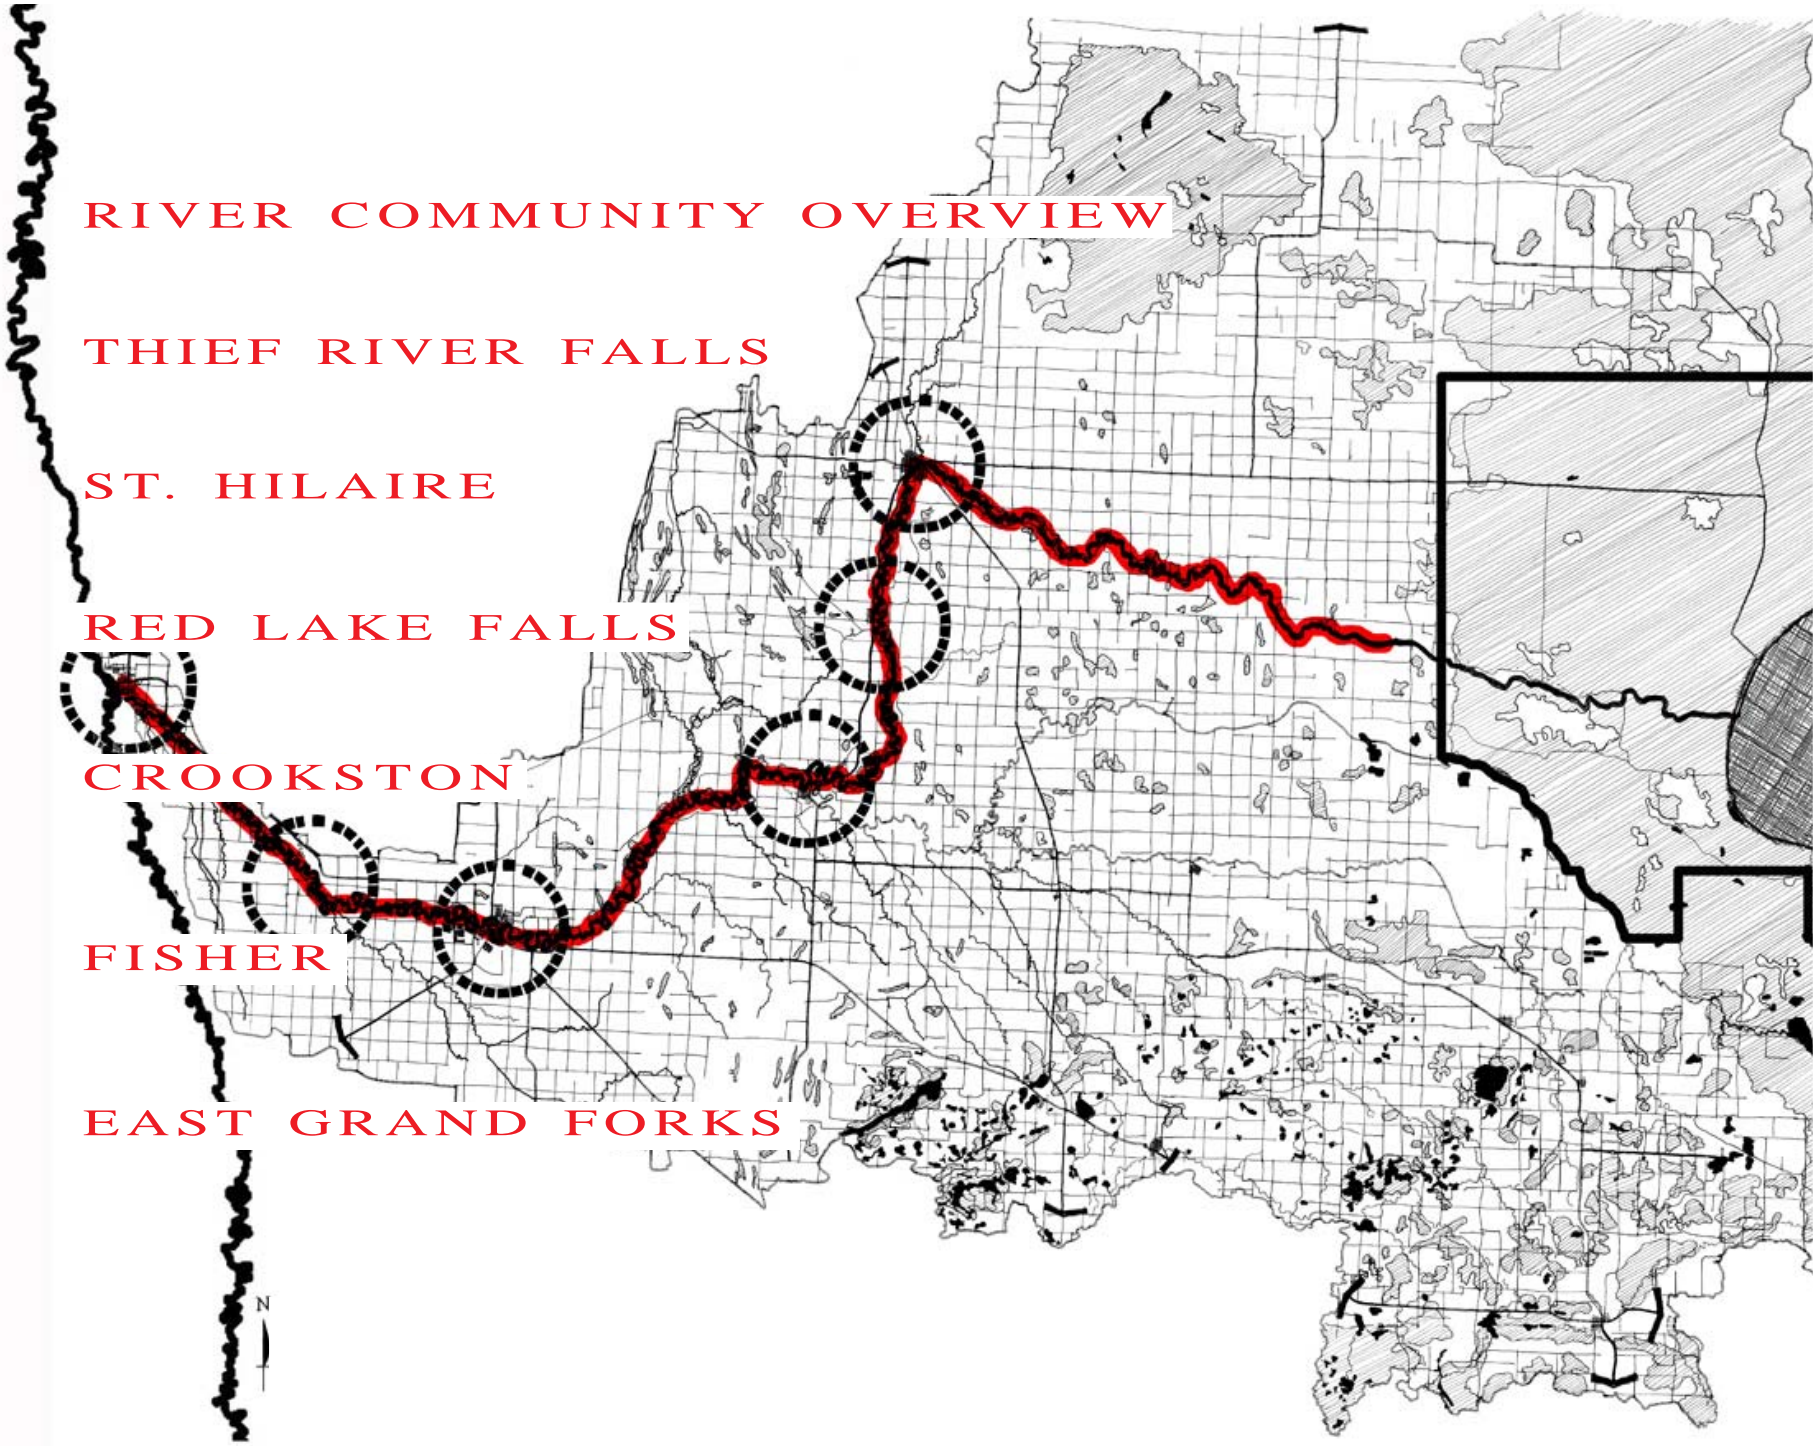 RIVER COMMUNITY OVERVIEW
THIEF RIVER FALLS
ST. HILAIRE
RED LAKE FALLS
CROOKSTON
FISHER
EAST GRAND FORKS
N